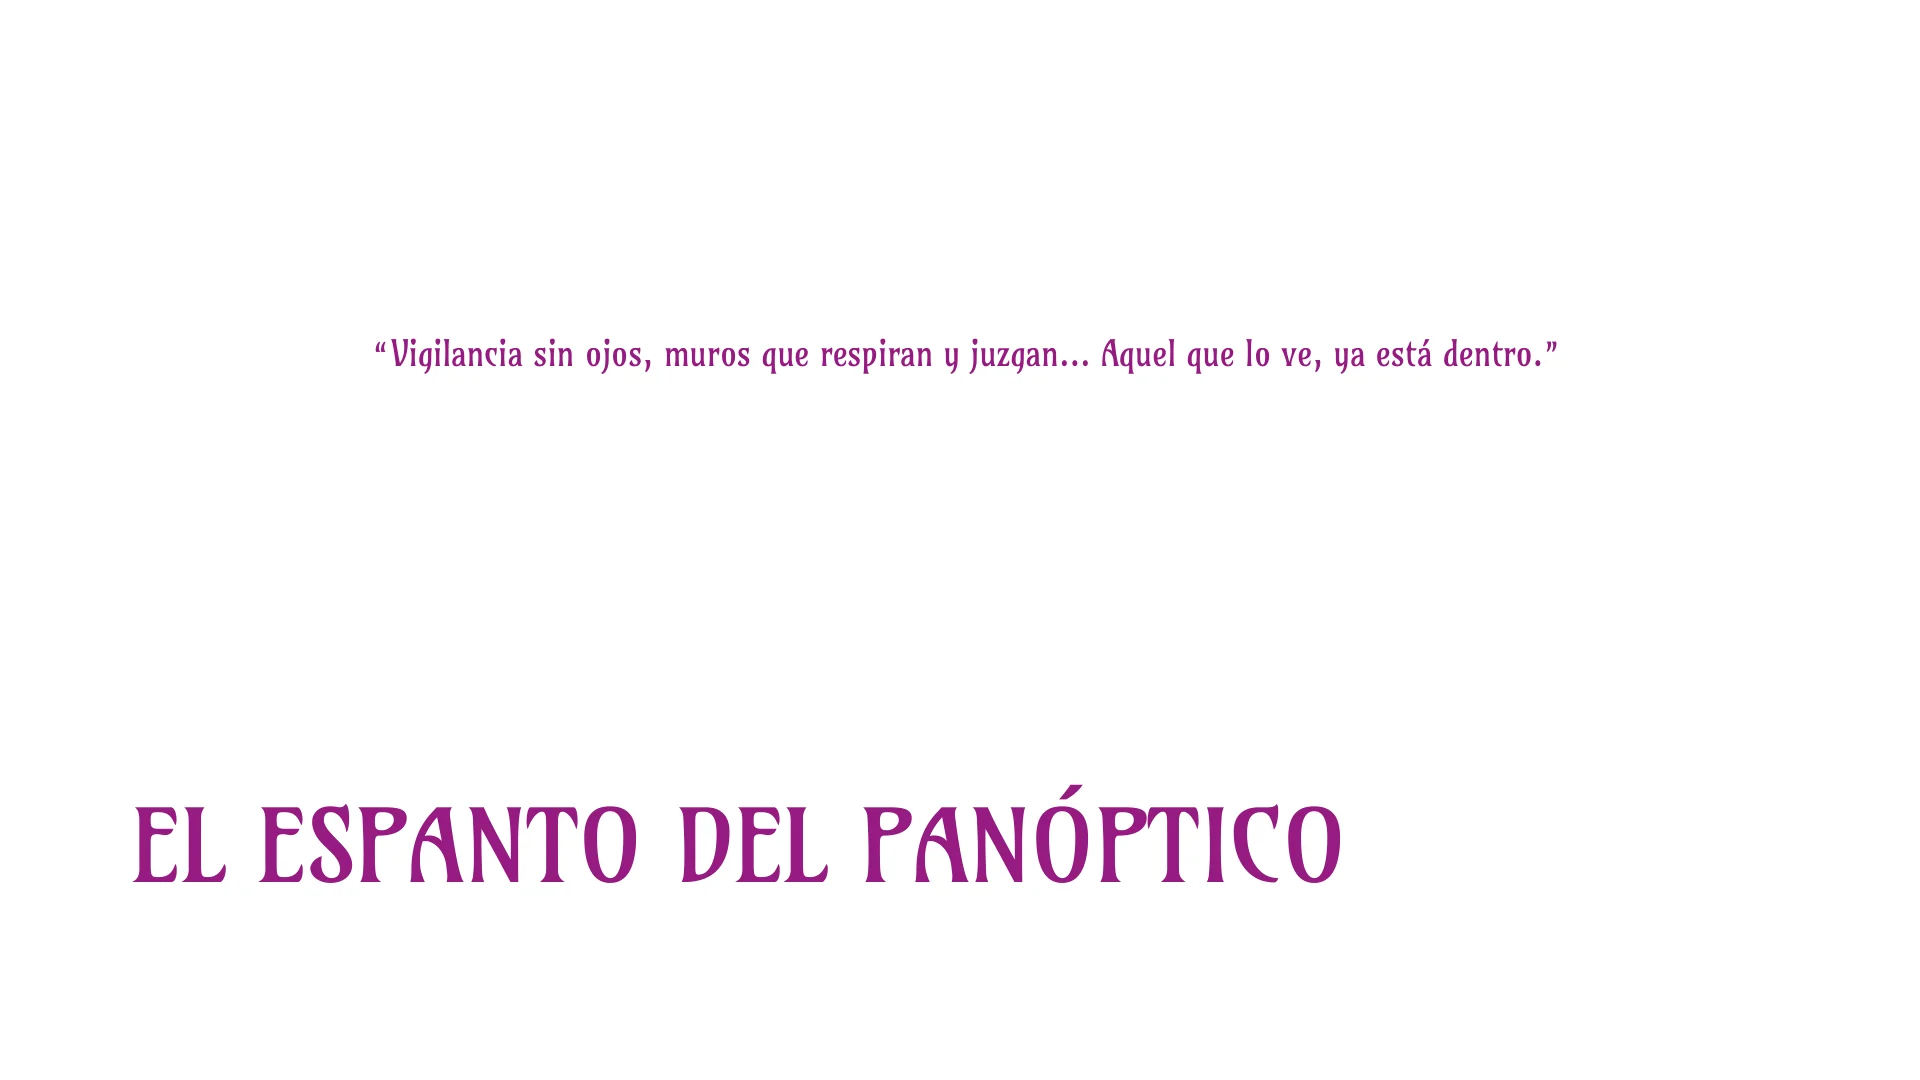 “Vigilancia sin ojos, muros que respiran y juzgan... Aquel que lo ve, ya está dentro.”
EL ESPANTO DEL PANÓPTICO